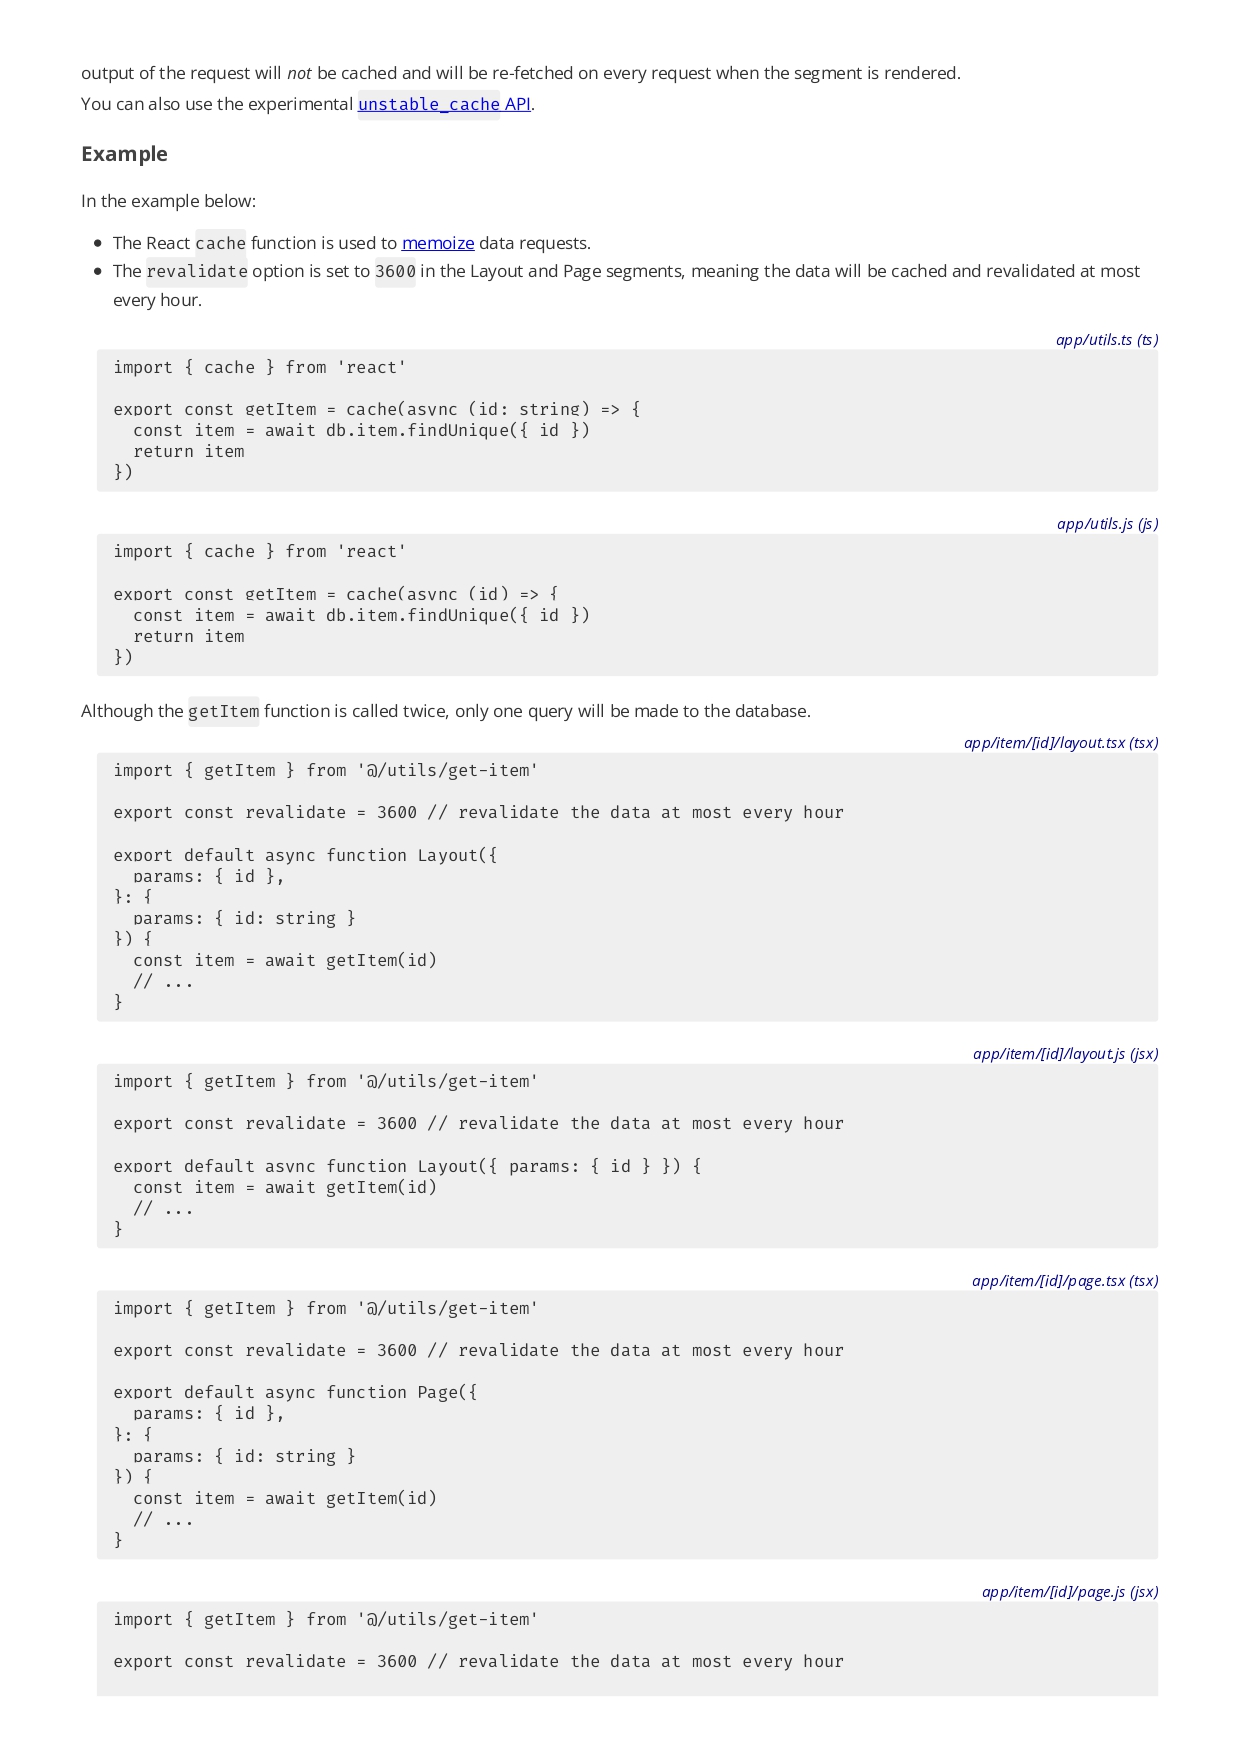 output of the request will not be cached and will be re-fetched on every request when the segment is rendered.
You can also use the experimental unstable_cache API.
Example
In the example below:
● The React cache function is used to memoize data requests.
● The revalidate option is set to 3600 in the Layout and Page segments, meaning the data will be cached and revalidated at most
every hour.
app/utils.ts (ts)
import { cache } from 'react'
export const getItem = cache(async (id: string) => {
  const item = await db.item.findUnique({ id })
  return item
})
app/utils.js (js)
import { cache } from 'react'
export const getItem = cache(async (id) => {
  const item = await db.item.findUnique({ id })
  return item
})
Although the getItem function is called twice, only one query will be made to the database.
app/item/[id]/layout.tsx (tsx)
import { getItem } from '@/utils/get-item'
export const revalidate = 3600 // revalidate the data at most every hour
export default async function Layout({
  params: { id },
}: {
  params: { id: string }
}) {
  const item = await getItem(id)
  // ...
}
app/item/[id]/layout.js (jsx)
import { getItem } from '@/utils/get-item'
export const revalidate = 3600 // revalidate the data at most every hour
export default async function Layout({ params: { id } }) {
  const item = await getItem(id)
  // ...
}
app/item/[id]/page.tsx (tsx)
import { getItem } from '@/utils/get-item'
export const revalidate = 3600 // revalidate the data at most every hour
export default async function Page({
  params: { id },
}: {
  params: { id: string }
}) {
  const item = await getItem(id)
  // ...
}
app/item/[id]/page.js (jsx)
import { getItem } from '@/utils/get-item'
export const revalidate = 3600 // revalidate the data at most every hour